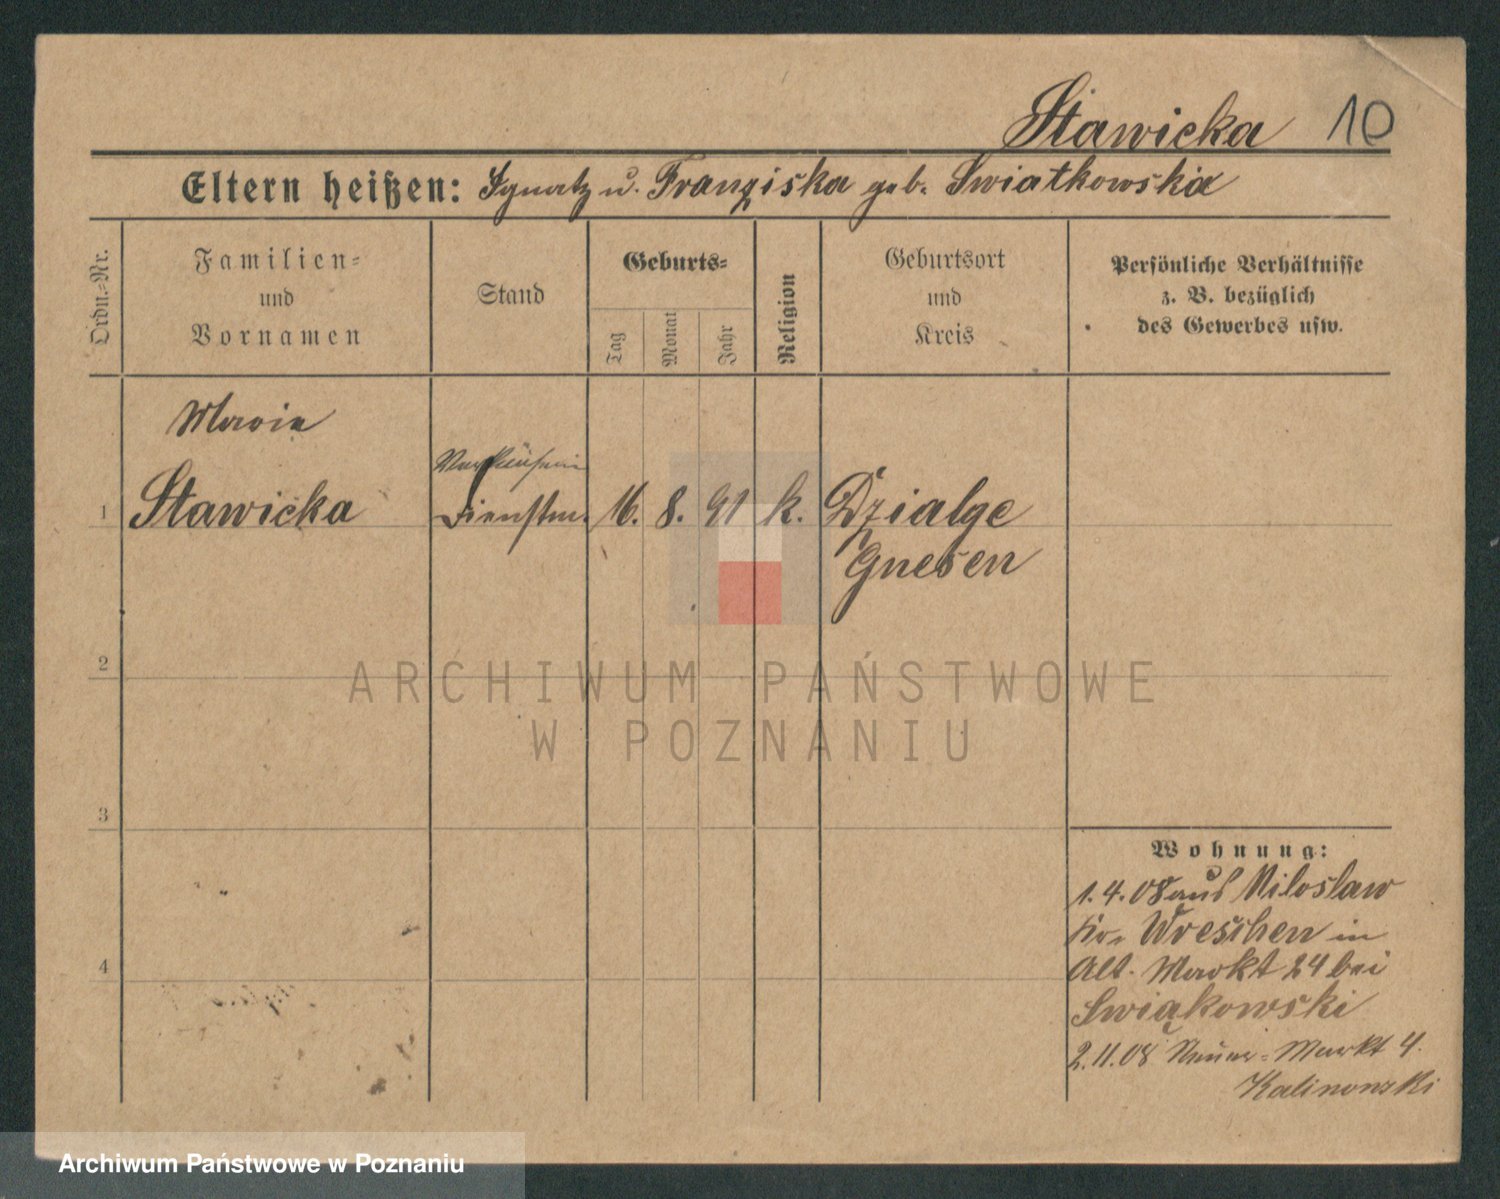 Stawicka 10
Eltern heißen: Ignatz u. Franziska geb. Swiatkowska
Ordn.-Nr.
Familien-
und
Vornamen
Stand
Geburts-
Tag
Monat
Jahr
Religion
Geburtsort
und
Kreis
Persönliche Verhältnisse
z. B. bezüglich
des Gewerbes usw.
Maria
Verkäuferin
1 Stawicka Dienstm. 16. 8. 91 k. Dzialge
Gnesen
2
ARCHIWUM PAŃSTWOWE
W POZNANIU
3
Wohnung:
1.4.08 aus Miloslaw
Kr. Wreschen in
4
Alt. Markt 24 bei
Swiąkowski
2.11.08 Neuer-Markt 4.
Kalinowski
Archiwum Państwowe w Poznaniu